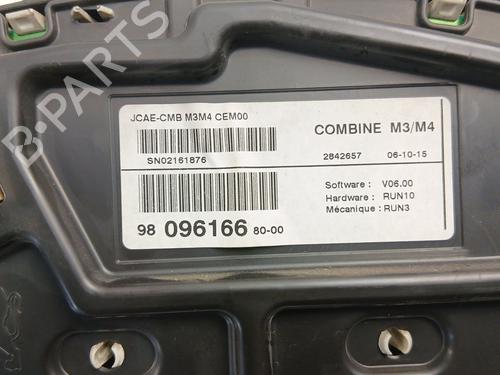 B-PARTS
JCAE-CMB M3M4 CEM00
COMBINE M3/M4
SN02161876
2842657 06-10-15
Software : V06.00
Hardware : RUN10
Mécanique : RUN3
98 096166 80-00